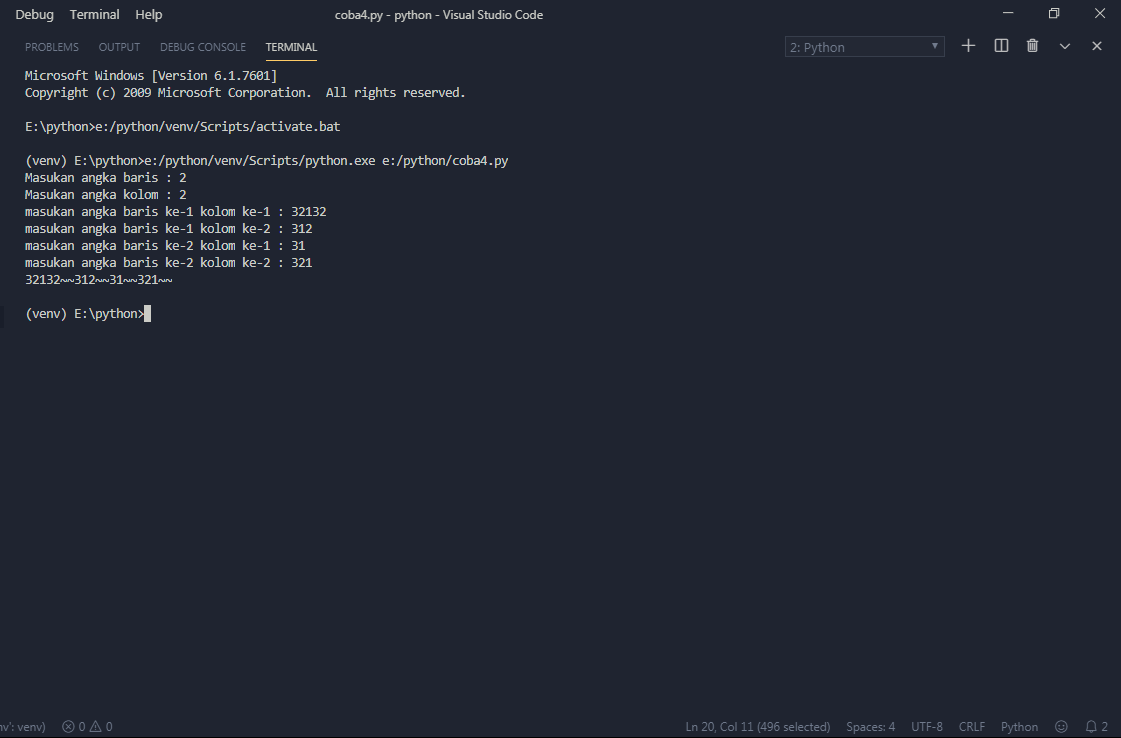 Debug Terminal Help coba4.py - python - Visual Studio Code
PROBLEMS OUTPUT DEBUG CONSOLE TERMINAL 2: Python
Microsoft Windows [Version 6.1.7601]
Copyright (c) 2009 Microsoft Corporation.  All rights reserved.
E:\python>e:/python/venv/Scripts/activate.bat
(venv) E:\python>e:/python/venv/Scripts/python.exe e:/python/coba4.py
Masukan angka baris : 2
Masukan angka kolom : 2
masukan angka baris ke-1 kolom ke-1 : 32132
masukan angka baris ke-1 kolom ke-2 : 312
masukan angka baris ke-2 kolom ke-1 : 31
masukan angka baris ke-2 kolom ke-2 : 321
32132~~312~~31~~321~~
(venv) E:\python>
nv': venv) 0 0 Ln 20, Col 11 (496 selected) Spaces: 4 UTF-8 CRLF Python 2